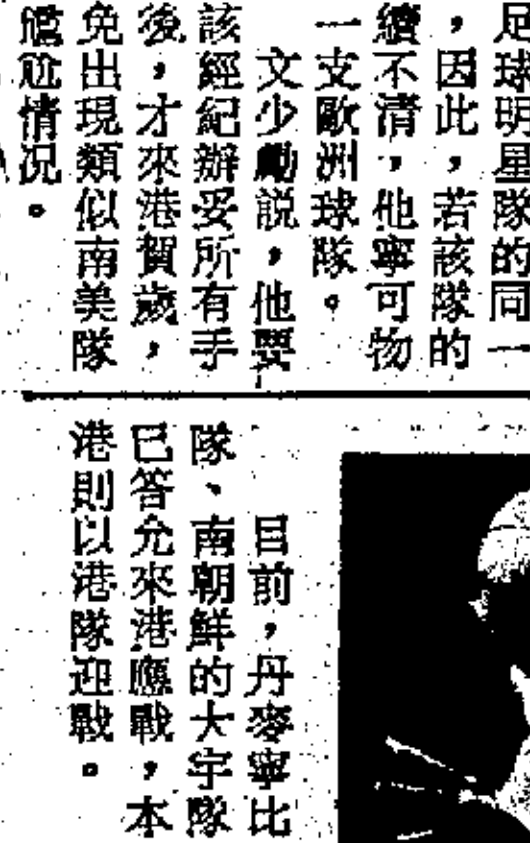 足球明星隊的同一
，因此，若該隊的
續不清，他寧可物
一支歐洲球隊。
文少勵説，他要
該經紀辦妥所有手
後，才來港賀歲，
免出現類似南美隊
尷尬情況。
目前，丹麥寧比
隊、南朝鮮的大宇隊
已答允來港應戰，本
港則以港隊迎戰。